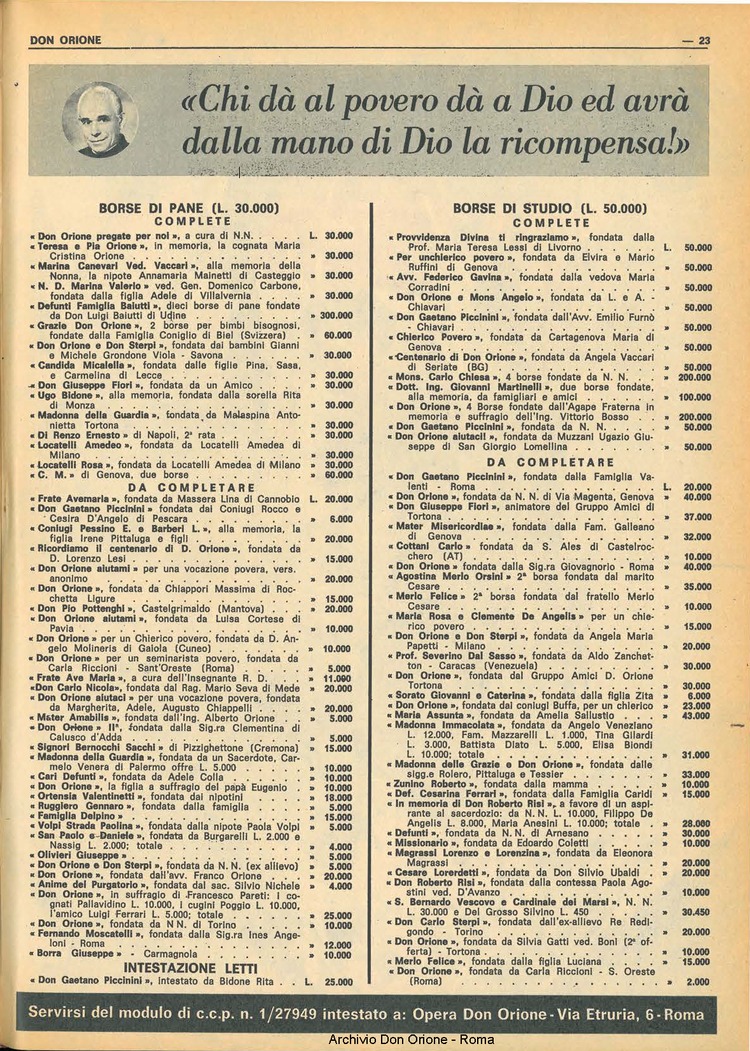 DON ORIONE
— 23
«Chi dà al povero dà a Dio ed avrà
dalla mano di Dio la ricompensa!»
BORSE DI PANE (L. 30.000)
COMPLETE
« Don Orione pregate per noi », a cura di N.N. . . . L. 30.000
« Teresa e Pia Orione », in memoria, la cognata Maria
Cristina Orione . . . . . . . . . » 30.000
« Marina Canevari Ved. Vaccari », alla memoria della
Nonna, la nipote Annamaria Mainetti di Casteggio » 30.000
« N. D. Marina Valerio » ved. Gen. Domenico Carbone,
fondata dalla figlia Adele di Villalvernia . . . » 30.000
« Defunti Famiglia Baiutti », dieci borse di pane fondate
da Don Luigi Baiutti di Udine . . . . . » 300.000
« Grazie Don Orione », 2 borse per bimbi bisognosi,
fondate dalla Famiglia Coniglio di Biel (Svizzera) . » 60.000
« Don Orione e Don Sterpi », fondata dai bambini Gianni
e Michele Grondone Viola - Savona . . . . » 30.000
« Candida Micalella », fondata dalle figlie Pina, Sasa,
e Carmelina di Lecce . . . . . . . » 30.000
« Don Giuseppe Fiori », fondata da un Amico . . . » 30.000
« Ugo Bidone », alla memoria, fondata dalla sorella Rita
di Monza . . . . . . . . . . 30.000
« Madonna della Guardia », fondata da Malaspina Anto-
nietta Tortona . . . . . . . . . » 30.000
« Di Renzo Ernesto » di Napoli, 2ª rata . . . . » 30.000
« Locatelli Amedeo », fondata da Locatelli Amedea di
Milano . . . . . . . . . . » 30.000
« Locatelli Rosa », fondata da Locatelli Amedea di Milano » 30.000
« C. M. » di Genova, due borse . . . . . . » 60.000
DA COMPLETARE
« Frate Avemaria », fondata da Massera Lina di Cannobio L. 20.000
« Don Gaetano Piccinini » fondata dai Coniugi Rocco e
Cesira D'Angelo di Pescara . . . . . . » 6.000
« Coniugi Pessino E. e Barberi L. », alla memoria, la
figlia Irene Pittaluga e figli . . . . . . » 20.000
« Ricordiamo il centenario di D. Orione », fondata da
D. Lorenzo Lesi . . . . . . . . » 15.000
« Don Orione aiutami » per una vocazione povera, vers.
anonimo . . . . . . . . . . » 20.000
« Don Orione », fondata da Chiappori Massima di Roc-
chetta Ligure . . . . . . . . . » 15.000
« Don Pio Pottenghi », Castelgrimaldo (Mantova) . . » 20.000
« Don Orione aiutami », fondata da Luisa Cortese di
Pavia . . . . . . . . . . . » 10.000
« Don Orione » per un Chierico povero, fondata da D. An-
gelo Molineris di Gaiola (Cuneo) . . . . . » 10.000
« Don Orione » per un seminarista povero, fondata da
Carla Riccioni - Sant'Oreste (Roma) . . . . » 5.000
« Frate Ave Maria », a cura dell'Insegnante R. D. . . » 11.000
«Don Carlo Nicola», fondata dal Rag. Mario Seva di Mede » 20.000
« Don Orione aiutaci » per una vocazione povera, fondata
da Margherita, Adele, Augusto Chiappelli . . . » 20.000
« Mater Amabilis », fondata dall'Ing. Alberto Orione . » 5.000
« Don Orione » IIª, fondata dalla Sig.ra Clementina di
Calusco d'Adda . . . . . . . . » 5.000
« Signori Bernocchi Sacchi » di Pizzighettone (Cremona) » 15.000
« Madonna della Guardia », fondata da un Sacerdote, Car-
melo Venera di Palermo offre L. 5.000 . . . » 10.000
« Cari Defunti », fondata da Adele Colla . . . . » 10.000
« Don Orione », la figlia a suffragio del papà Eugenio . » 10.000
« Ortensia Valentinetti », fondata dai nipotini . . . » 18.000
« Ruggiero Gennaro », fondata dalla famiglia . . . » 5.000
« Famiglia Delpino » . . . . . . . . » 15.000
« Volpi Strada Paolina », fondata dalla nipote Paola Volpi » 5.000
« San Paolo e Daniele », fondata da Burgarelli L. 2.000 e
Nassig L. 2.000; totale . . . . . . . » 4.000
« Olivieri Giuseppe » . . . . . . . . » 5.000
« Don Orione e Don Sterpi », fondata da N. N. (ex allievo) » 5.000
« Don Orione », fondata dall'avv. Franco Orione . . » 20.000
« Anime del Purgatorio », fondata dal sac. Silvio Nichele » 4.000
« Don Orione », in suffragio di Francesco Pareti; i co-
gnati Pallavidino L. 10.000, I cugini Poggio L. 10.000,
l'amico Luigi Ferrari L. 5.000; totale . . . . » 25.000
« Don Orione », fondata da N N. di Torino . . . » 10.000
« Fernando Moscatelli », fondata dalla Sig.ra Ines Ange-
loni - Roma . . . . . . . . . » 12.000
« Borra Giuseppe » - Carmagnola . . . . . » 10.000
INTESTAZIONE LETTI
« Don Gaetano Piccinini », intestato da Bidone Rita . . L. 25.000
BORSE DI STUDIO (L. 50.000)
COMPLETE
« Provvidenza Divina ti ringraziamo », fondata dalla
Prof. Maria Teresa Lessi di Livorno . . . . L. 50.000
« Per unchierico povero », fondata da Elvira e Mario
Ruffini di Genova . . . . . . . . » 50.000
« Avv. Federico Gavina », fondata dalla vedova Maria
Corradini . . . . . . . . . . » 50.000
« Don Orione e Mons Angelo », fondata da L. e A. -
Chiavari . . . . . . . . . . » 50.000
« Don Gaetano Piccinini », fondata dall'Avv. Emilio Furnò
- Chiavari . . . . . . . . . » 50.000
« Chierico Povero », fondata da Cartagenova Maria di
Genova . . . . . . . . . . » 50.000
« Centenario di Don Orione », fondata da Angela Vaccari
di Seriate (BG) . . . . . . . . » 50.000
« Mons. Carlo Chiesa », 4 borse fondate da N. N. . . » 200.000
« Dott. Ing. Giovanni Martinelli », due borse fondate,
alla memoria, da famigliari e amici . . . . » 100.000
« Don Orione », 4 Borse fondate dall'Agape Fraterna in
memoria e suffragio dell'Ing. Vittorio Bosso . . » 200.000
« Don Gaetano Piccinini », fondata da N. N. . . . » 50.000
« Don Orione aiutaci! », fondata da Muzzani Ugazio Giu-
seppe di San Giorgio Lomellina . . . . . » 50.000
DA COMPLETARE
« Don Gaetano Piccinini », fondata dalla Famiglia Va-
lenti - Roma . . . . . . . . . L. 20.000
« Don Orione », fondata da N. N. di Via Magenta, Genova » 40.000
« Don Giuseppe Fiori », animatore del Gruppo Amici di
Tortona . . . . . . . . . . » 37.000
« Mater Misericordiae », fondata dalla Fam. Galleano
di Genova . . . . . . . . . » 32.000
« Cottani Carlo » fondata da S. Ales di Castelroc-
chero (AT) . . . . . . . . . » 10.000
« Don Orione » fondata dalla Sig.ra Giovagnorio - Roma » 40.000
« Agostina Merlo Orsini » 2ª borsa fondata dal marito
Cesare . . . . . . . . . . » 35.000
« Merlo Felice » 2ª borsa fondata dal fratello Merlo
Cesare . . . . . . . . . . » 10.000
« Maria Rosa e Clemente De Angelis » per un chie-
rico povero . . . . . . . . . » 15.000
« Don Orione e Don Sterpi », fondata da Angela Maria
Papetti - Milano . . . . . . . . » 20.000
« Prof. Severino Dal Sasso », fondata da Aldo Zanchet-
ton - Caracas (Venezuela) . . . . . . » 30.000
« Don Orione », fondata dal Gruppo Amici D. Orione
Tortona . . . . . . . . . . » 30.000
« Sorato Giovanni e Caterina », fondata dalla figlia Zita » 6.000
« Don Orione », fondata dai coniugi Buffa, per un chierico » 23.000
« Maria Assunta », fondata da Amelia Sallustio . . . » 43.000
« Madonna Immacolata », fondata da Angelo Veneziano
L. 12.000, Fam. Mazzarelli L. 1.000, Tina Gilardi
L. 3.000, Battista Diato L. 5.000, Elisa Biondi
L. 10.000; totale . . . . . . . . » 31.000
« Madonna delle Grazie e Don Orione », fondata dalle
sigg.e Rolero, Pittaluga e Tessier . . . . . » 33.000
« Zunino Roberto », fondata dalla mamma . . . . » 10.000
« Def. Cesarina Ferrari », fondata dalla Famiglia Caridi » 15.000
« In memoria di Don Roberto Risi », a favore di un aspi-
rante al sacerdozio: da N. N. L. 10.000, Filippo De
Angelis L. 8.000, Maria Anesini L. 10.000; totale . » 28.000
« Defunti », fondata da N. N. di Arnesano . . . . » 30.000
« Missionario », fondata da Edoardo Coletti . . . » 10.000
« Magrassi Lorenzo e Lorenzina », fondata da Eleonora
Magrassi . . . . . . . . . . 20.000
« Cesare Lorerdetti », fondata da Don Silvio Ubaldi . » 20.000
« Don Roberto Risi », fondata dalla contessa Paola Ago-
stini ved. D'Avanzo . . . . . . . » 10.000
« S. Bernardo Vescovo e Cardinale dei Marsi », N. N.
L. 30.000 e Del Grosso Silvino L. 450 . . . . » 30.450
« Don Carlo Sterpi », fondata dall'ex-allievo Re Redi-
gondo - Torino . . . . . . . . » 20.000
« Don Orione », fondata da Silvia Gatti ved. Boni (2ª of-
ferta) - Tortona . . . . . . . . . » 10.000
« Merlo Felice », fondata dalla figlia Luciana . . . » 15.000
« Don Orione », fondata da Carla Riccioni - S. Oreste
(Roma) . . . . . . . . . . » 2.000
Servirsi del modulo di c.c.p. n. 1/27949 intestato a: Opera Don Orione - Via Etruria, 6 - Roma
Archivio Don Orione - Roma